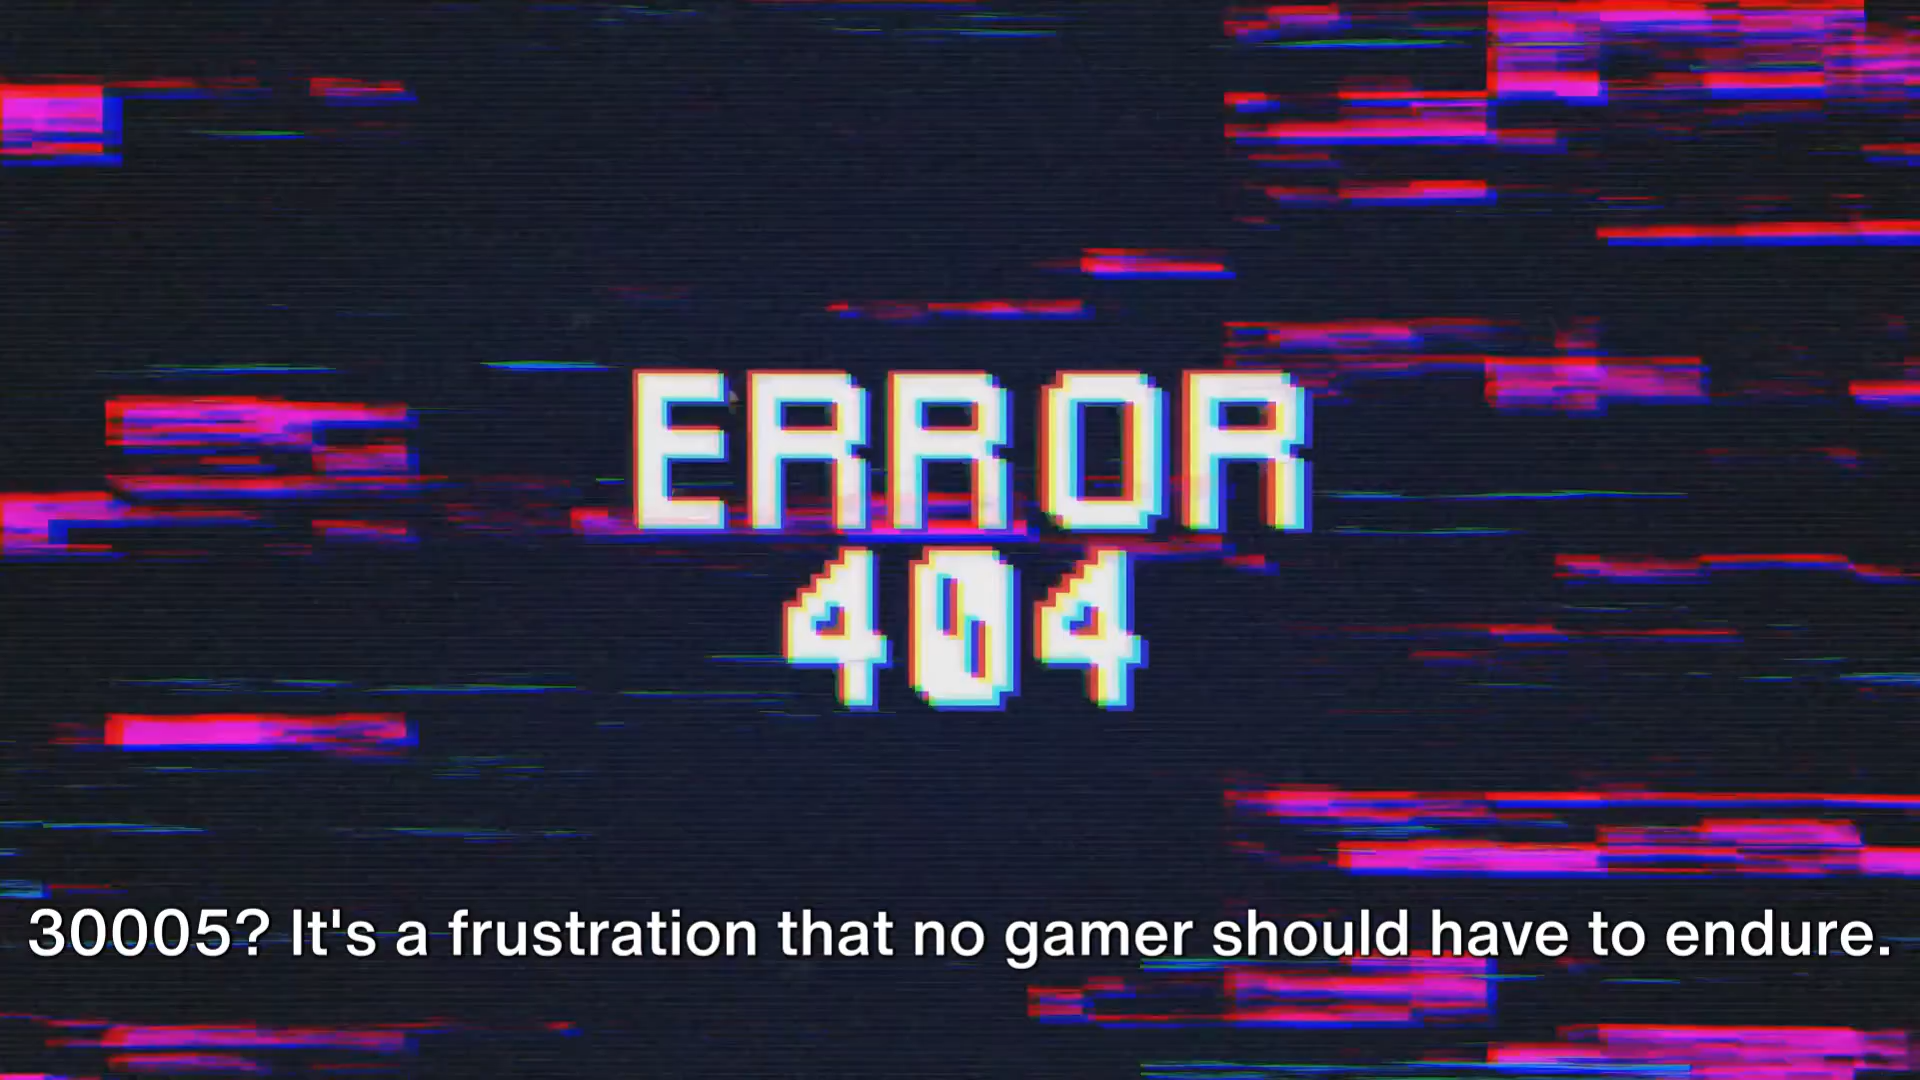 ERROR
404
30005? It's a frustration that no gamer should have to endure.